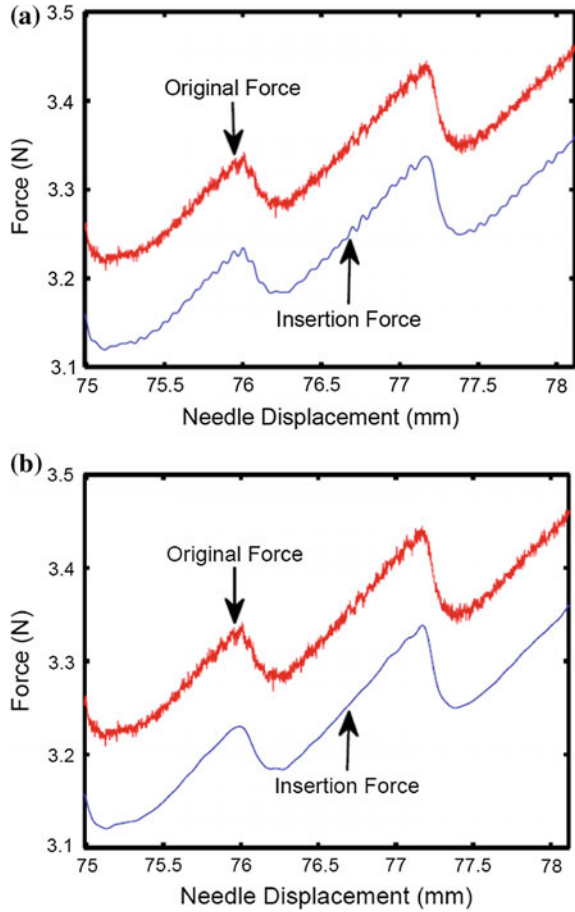 (a)
3.5
3.4
3.3
3.2
3.1
Force (N)
Original Force
Insertion Force
75 75.5 76 76.5 77 77.5 78
Needle Displacement (mm)
(b)
3.5
3.4
3.3
3.2
3.1
Force (N)
Original Force
Insertion Force
75 75.5 76 76.5 77 77.5 78
Needle Displacement (mm)